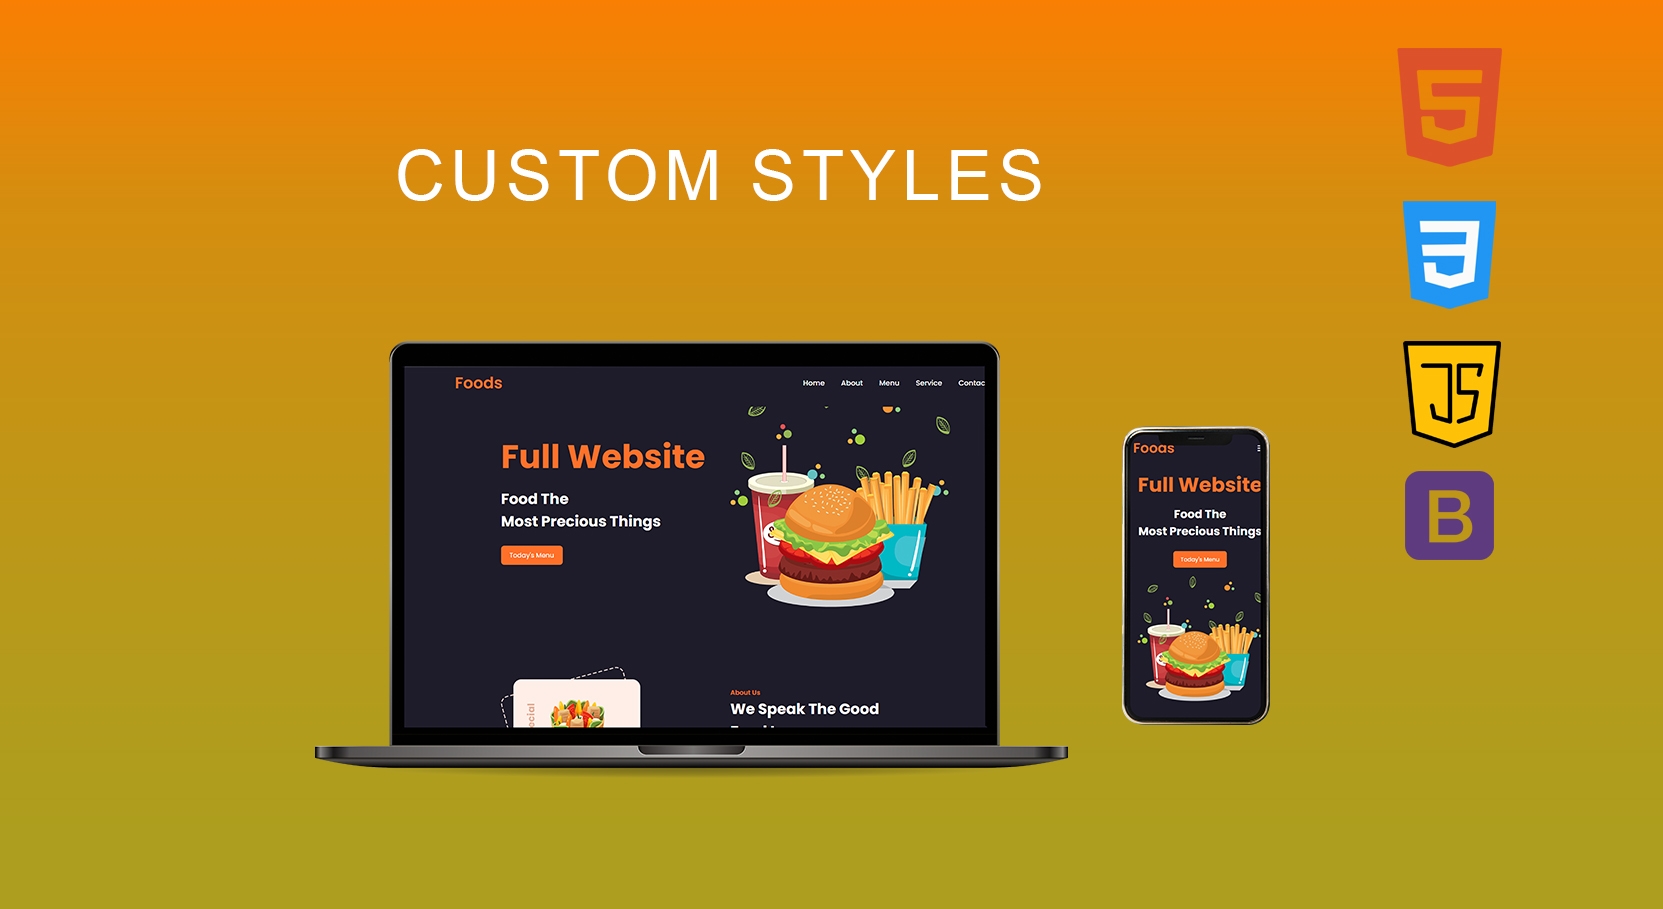 CUSTOM STYLES
Foods
Home About Menu Service Contac
Full Website
Food The
Most Precious Things
Today's Menu
ocial
About Us
We Speak The Good
Foods
Full Website
Food The
Most Precious Things
Today's Menu
5
3
JS
B